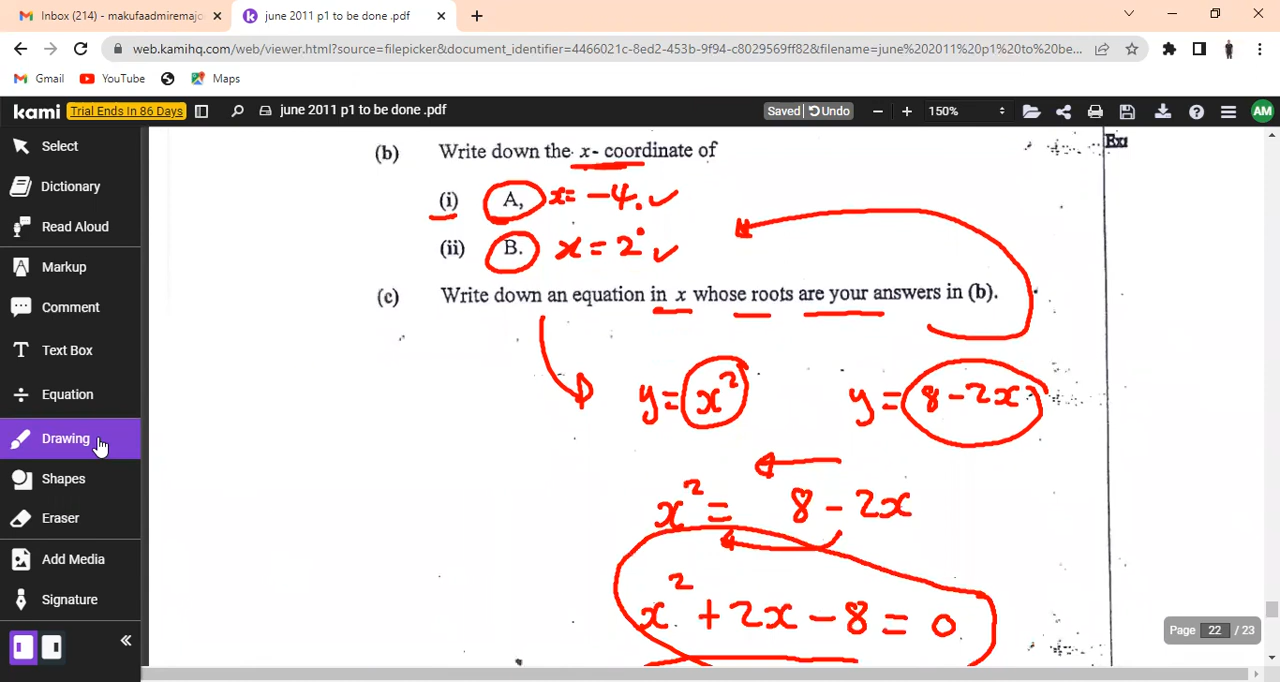 Inbox (214) - makufaadmiremajo
june 2011 p1 to be done .pdf
web.kamihq.com/web/viewer.html?source=filepicker&document_identifier=4466021c-8ed2-453b-9f94-c8029569ff82&filename=june%202011%20p1%20to%20be...
Gmail YouTube Maps
kami Trial Ends In 86 Days june 2011 p1 to be done .pdf Saved Undo 150% AM
Select
Dictionary
Read Aloud
Markup
Comment
Text Box
Equation
Drawing
Shapes
Eraser
Add Media
Signature
(b) Write down the x- coordinate of
(i) A, x= -4. ✓
(ii) B. x = 2 ✓
(c) Write down an equation in x whose roots are your answers in (b).
y = x² y = 8-2x
x² = 8 - 2x
x² + 2x - 8 = 0
Page 22 / 23